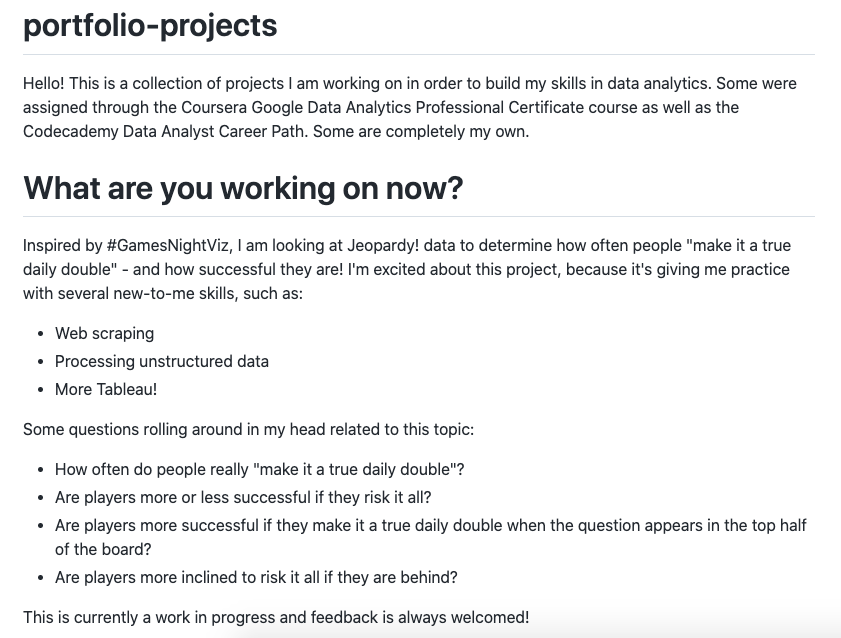 portfolio-projects
Hello! This is a collection of projects I am working on in order to build my skills in data analytics. Some were
assigned through the Coursera Google Data Analytics Professional Certificate course as well as the
Codecademy Data Analyst Career Path. Some are completely my own.
What are you working on now?
Inspired by #GamesNightViz, I am looking at Jeopardy! data to determine how often people "make it a true
daily double" - and how successful they are! I'm excited about this project, because it's giving me practice
with several new-to-me skills, such as:
• Web scraping
• Processing unstructured data
• More Tableau!
Some questions rolling around in my head related to this topic:
• How often do people really "make it a true daily double"?
• Are players more or less successful if they risk it all?
• Are players more successful if they make it a true daily double when the question appears in the top half
of the board?
• Are players more inclined to risk it all if they are behind?
This is currently a work in progress and feedback is always welcomed!